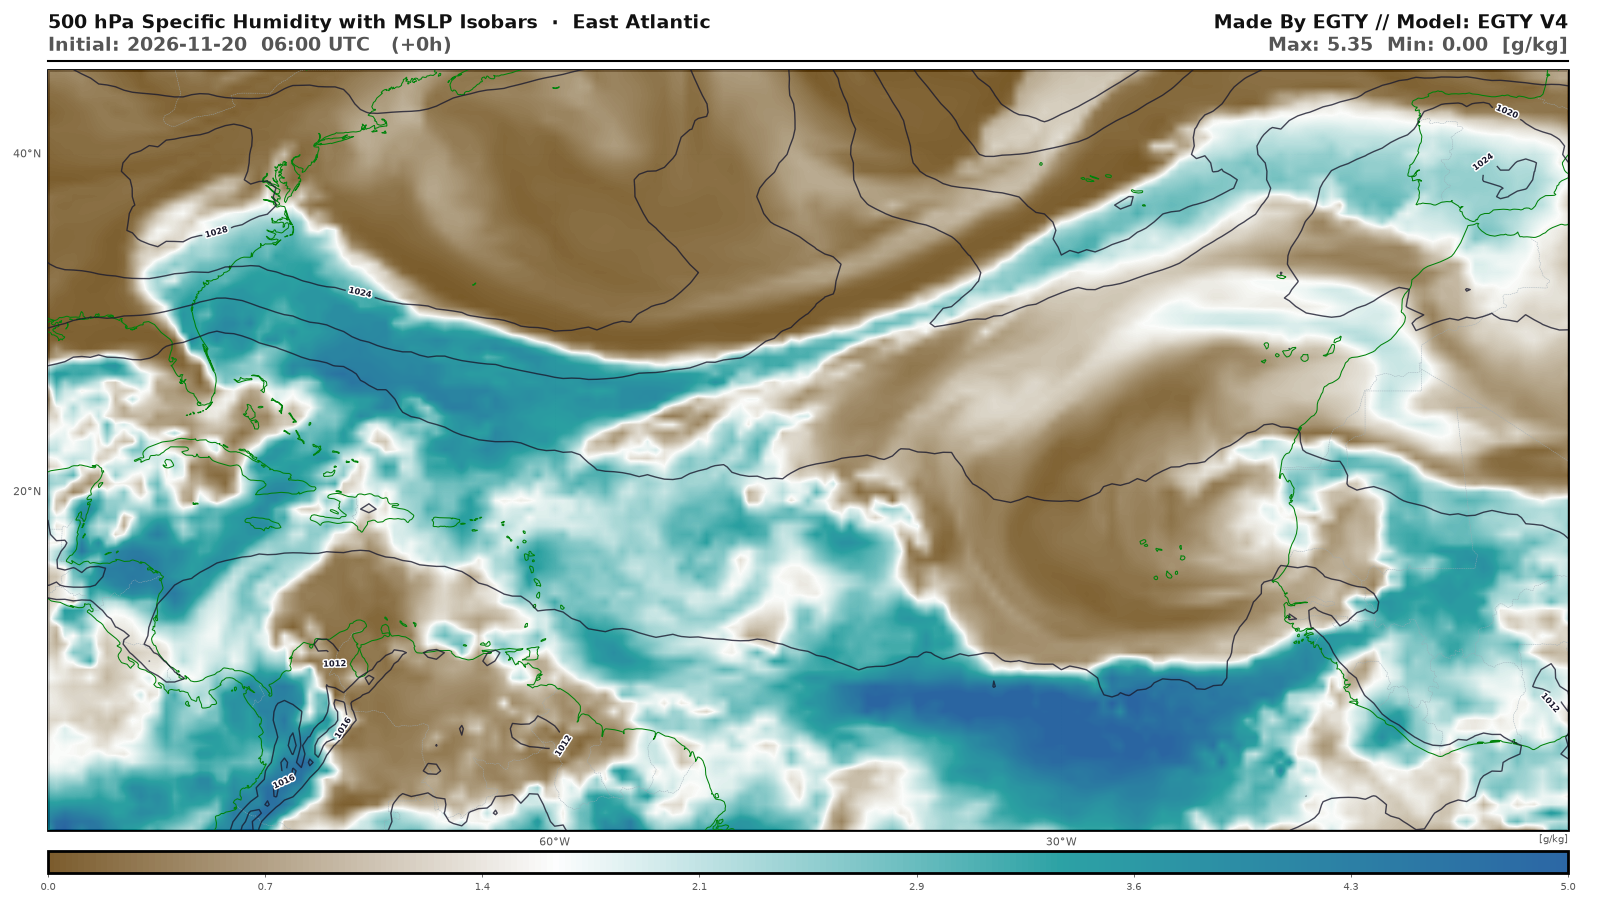 500 hPa Specific Humidity with MSLP Isobars · East Atlantic
Made By EGTY // Model: EGTY V4
Initial: 2026-11-20 06:00 UTC (+0h)
Max: 5.35 Min: 0.00 [g/kg]
1020
40°N
1024
1028
1024
20°N
1012
1012
1016
1012
1016
60°W
30°W
[g/kg]
0.0
0.7
1.4
2.1
2.9
3.6
4.3
5.0